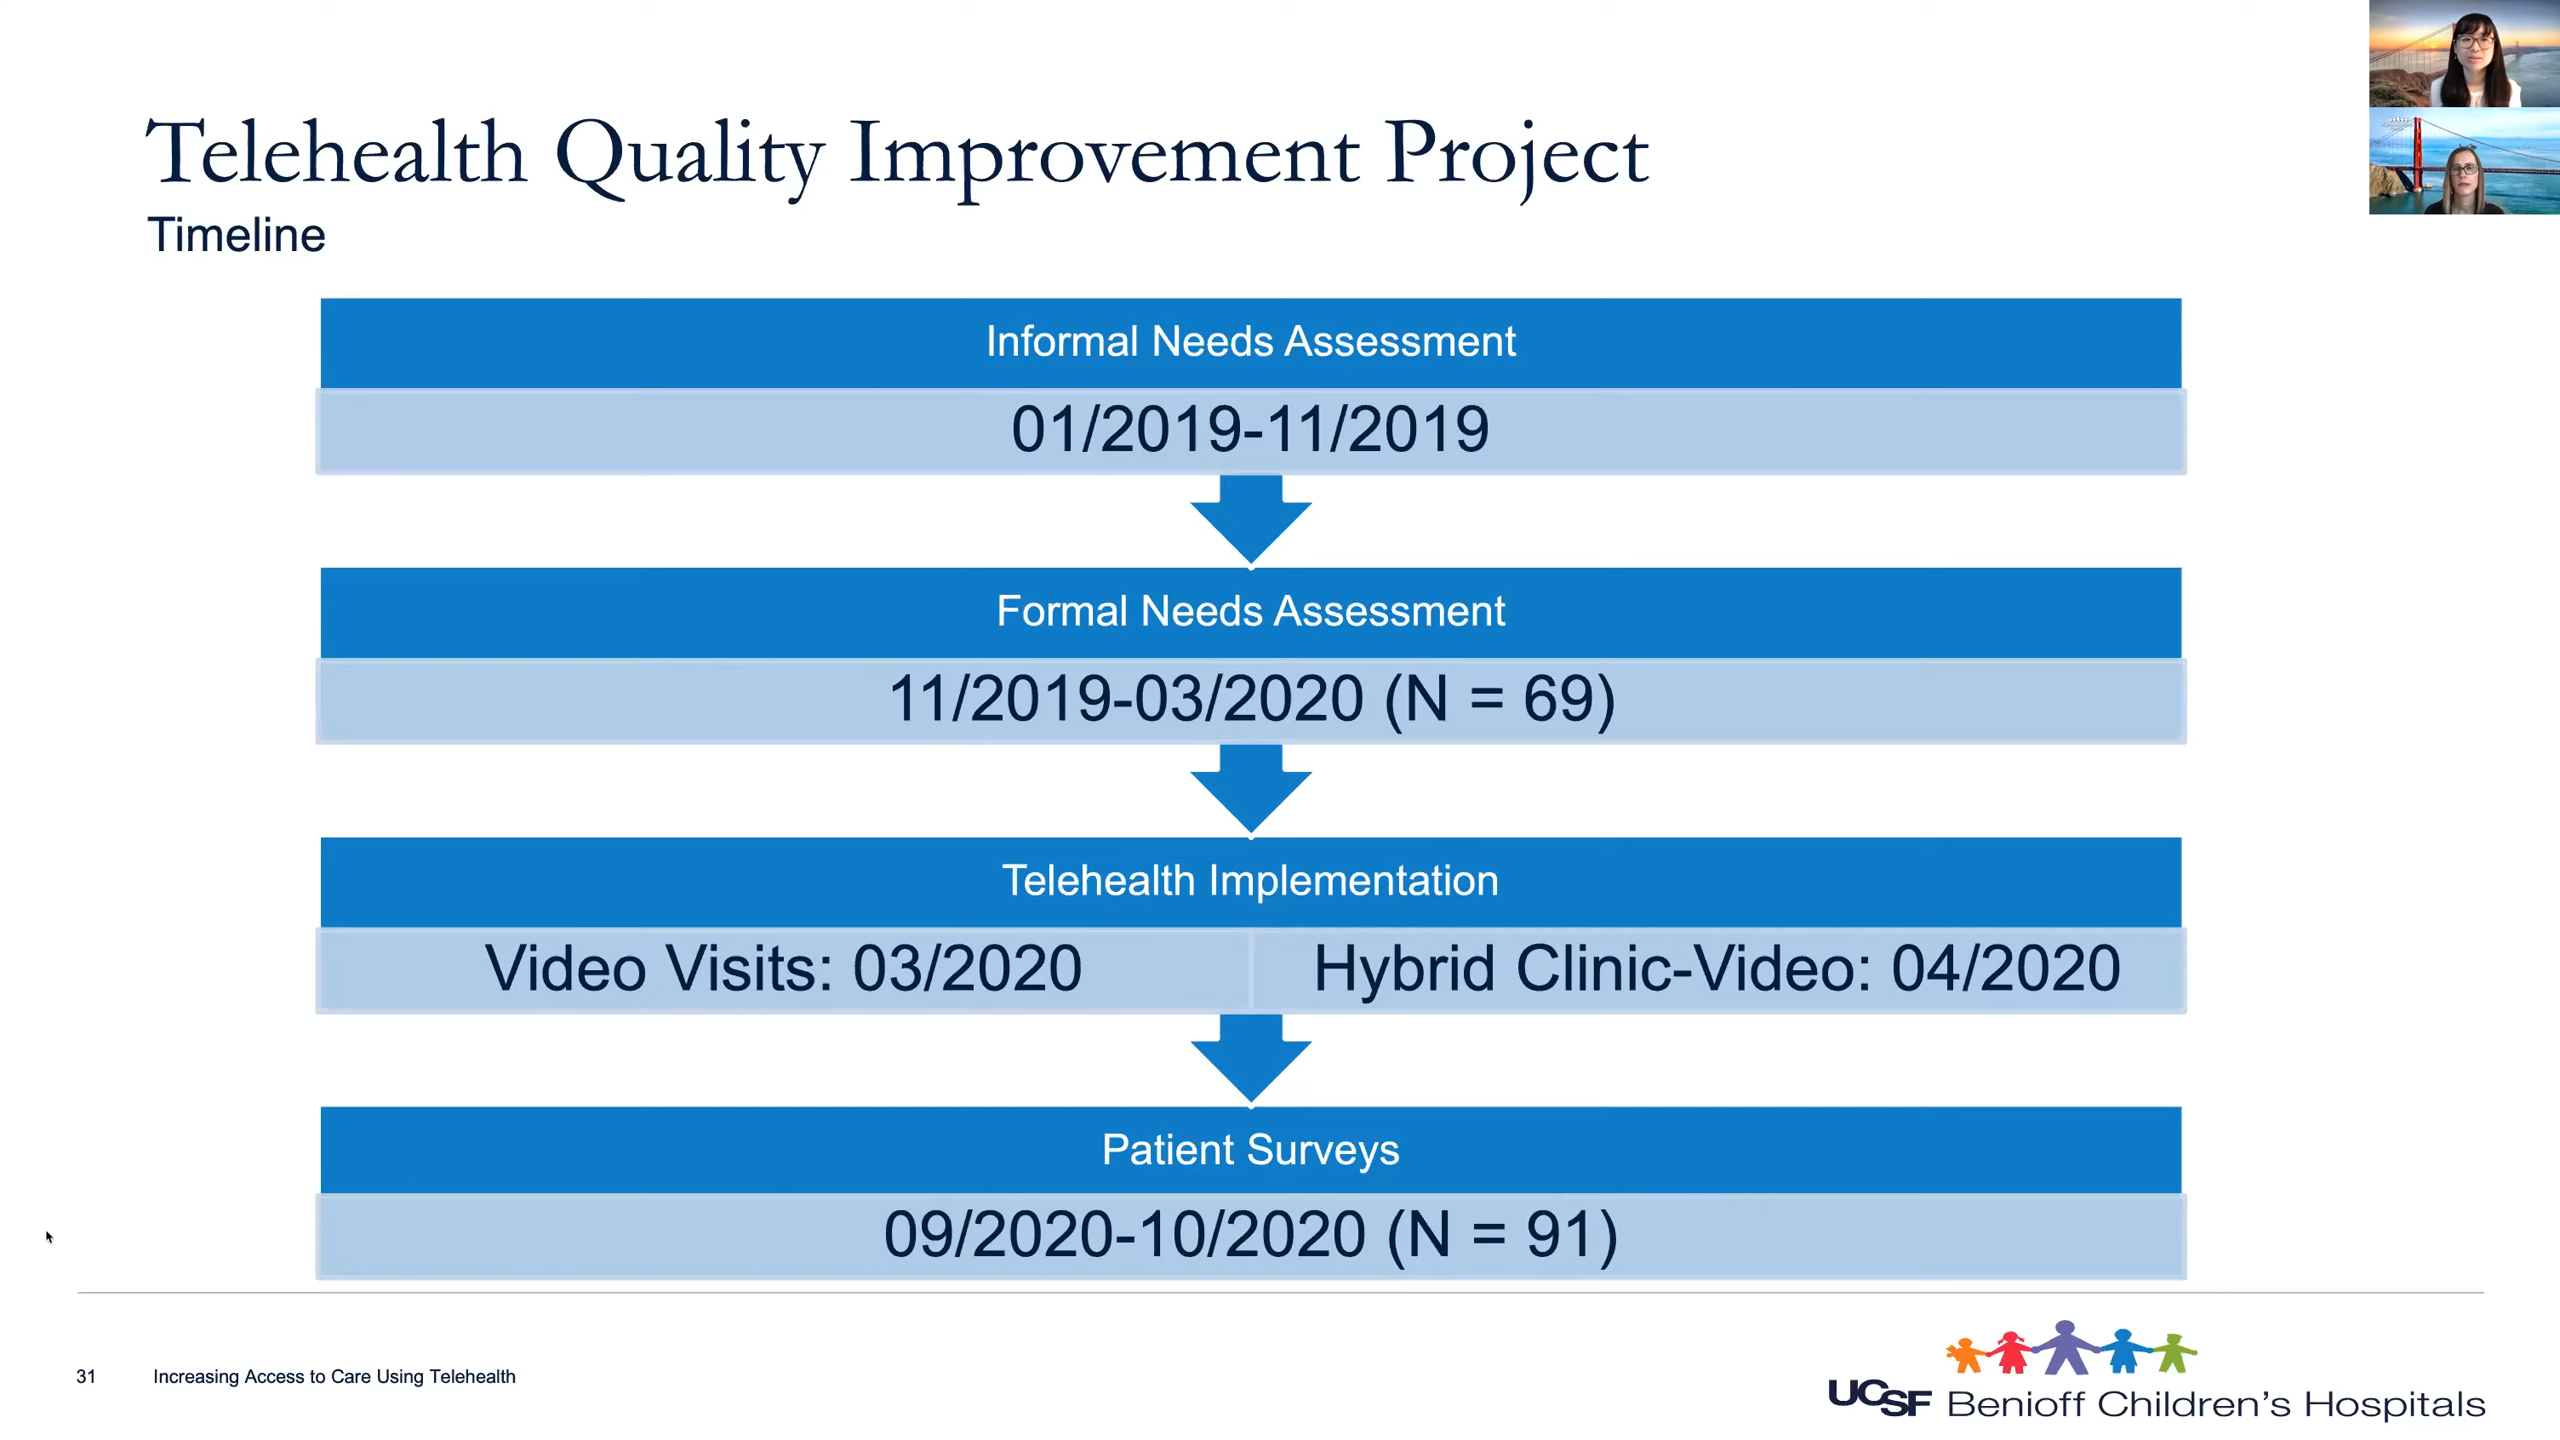 Telehealth Quality Improvement Project
Timeline
Informal Needs Assessment
01/2019-11/2019
Formal Needs Assessment
11/2019-03/2020 (N = 69)
Telehealth Implementation
Video Visits: 03/2020
Hybrid Clinic-Video: 04/2020
Patient Surveys
09/2020-10/2020 (N = 91)
31
Increasing Access to Care Using Telehealth
UCSF Benioff Children's Hospitals